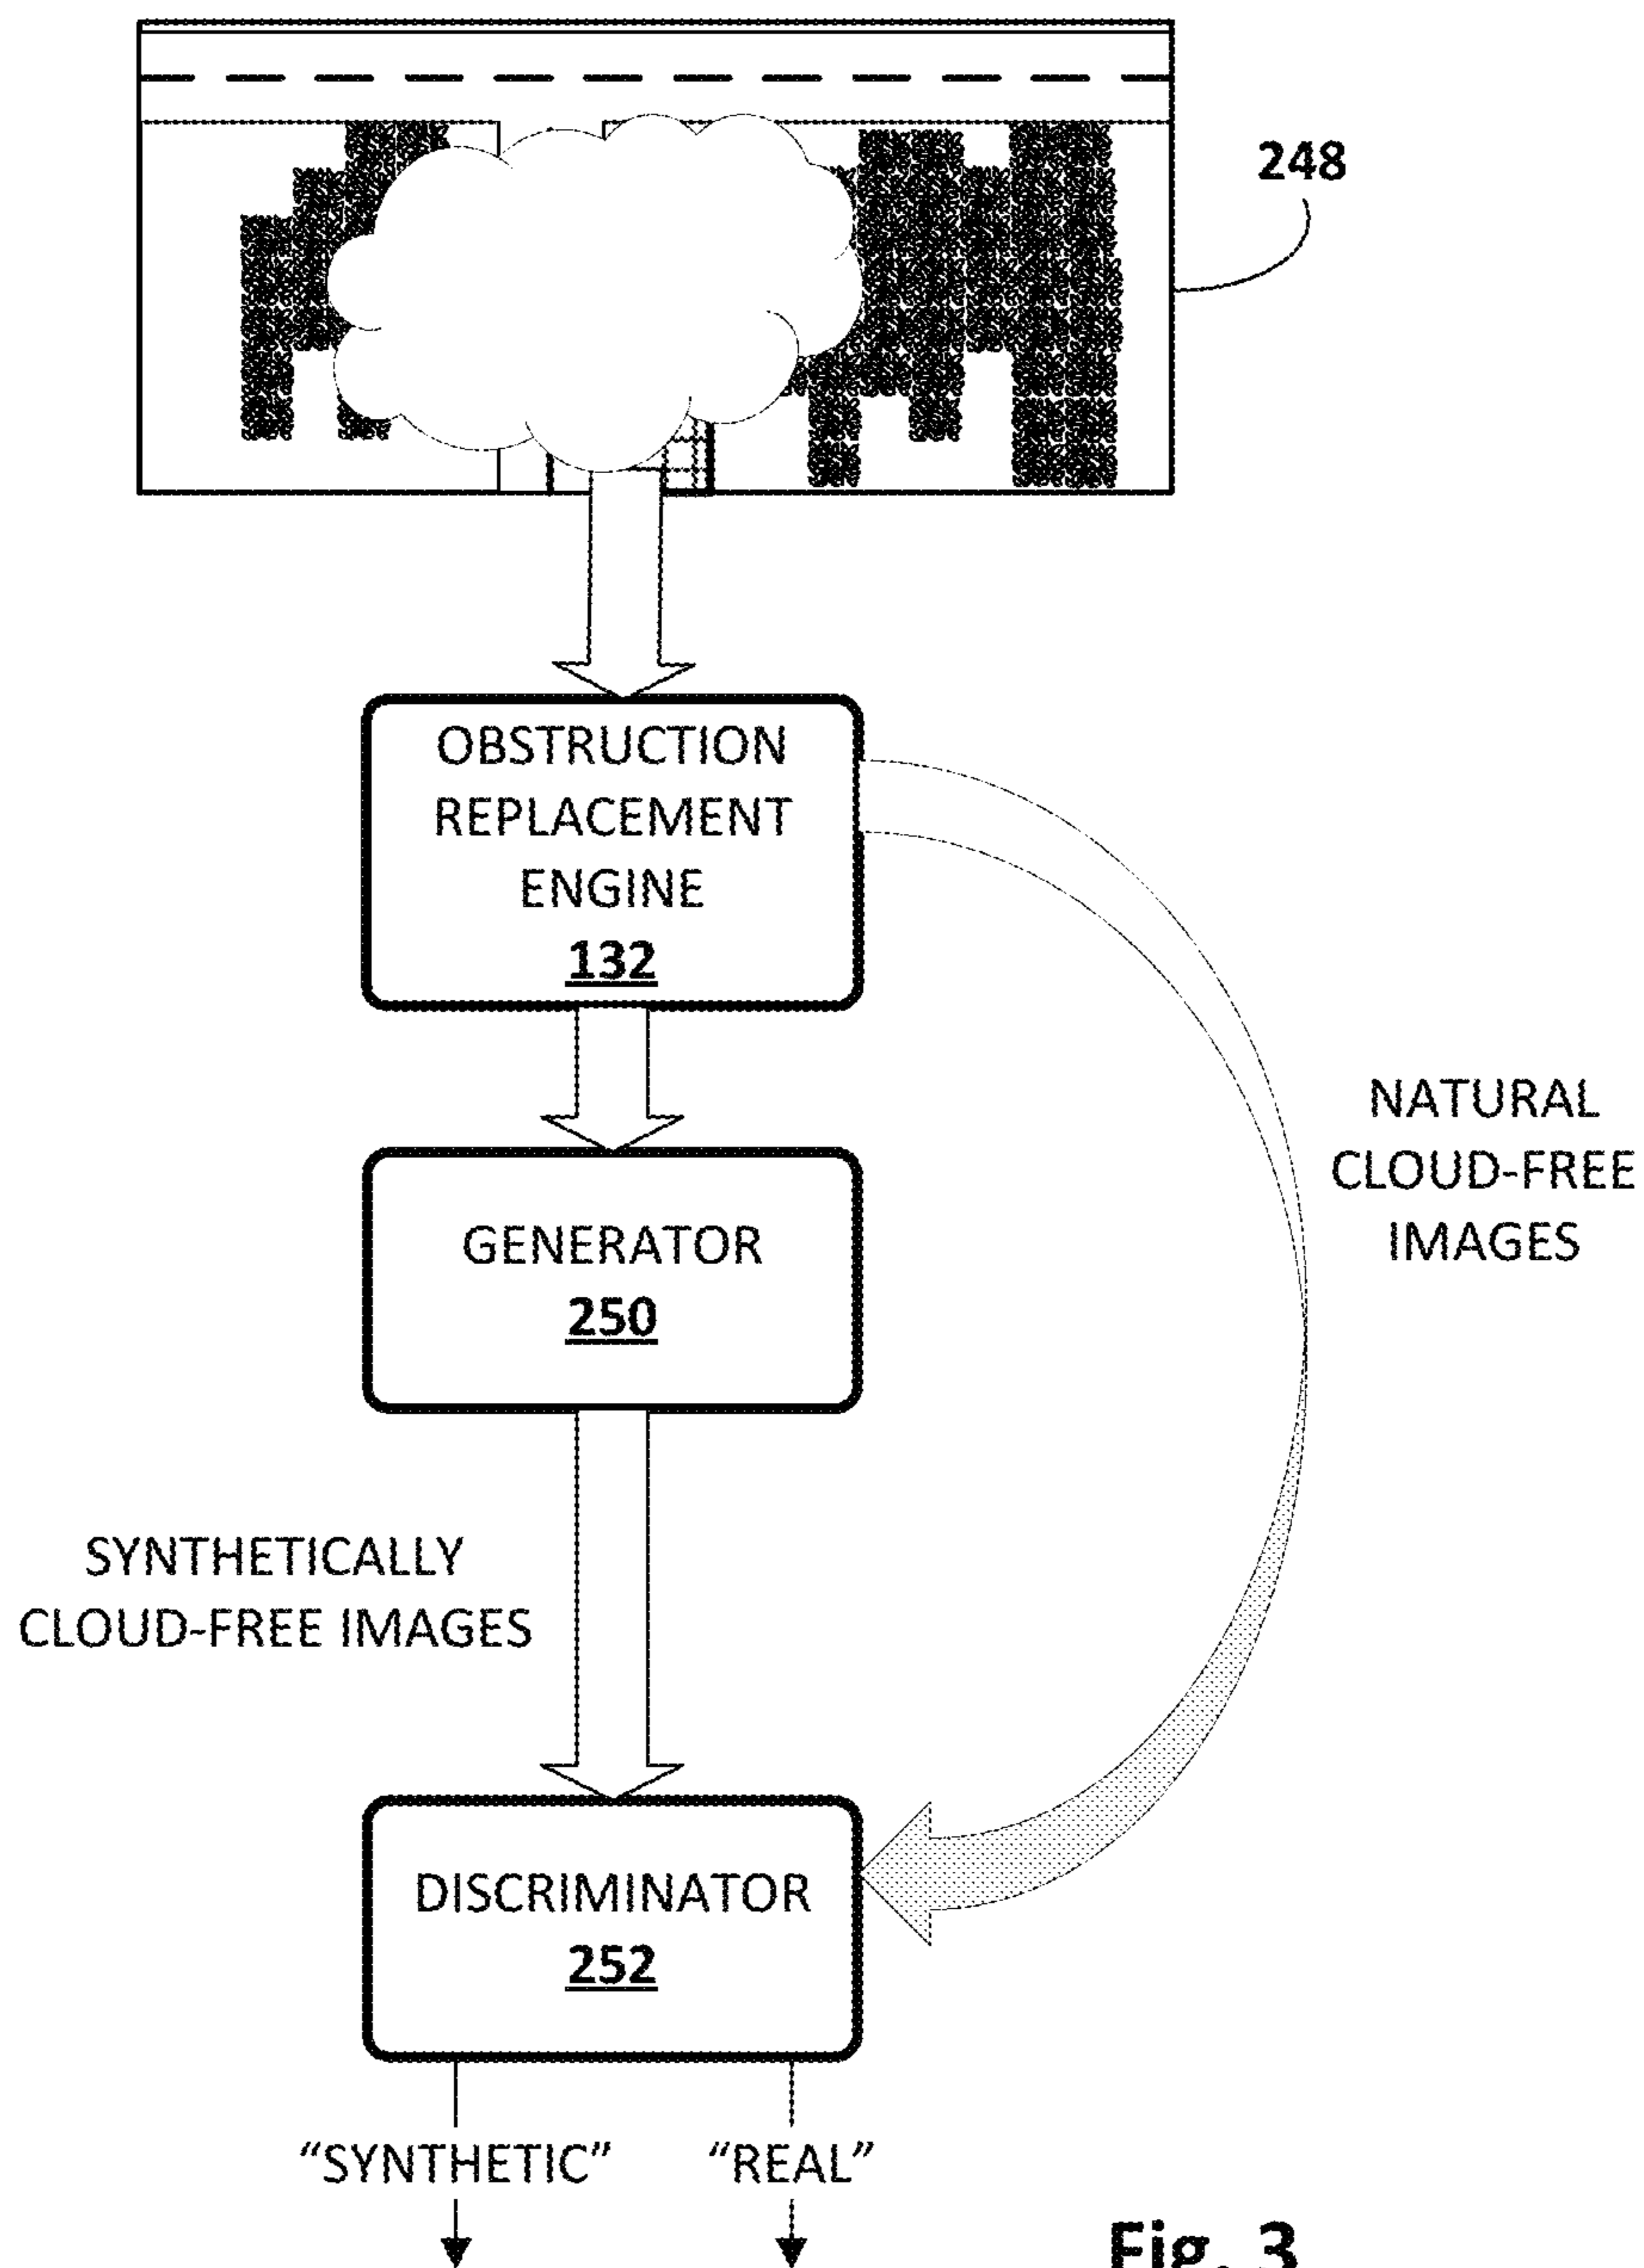 248
OBSTRUCTION
REPLACEMENT
ENGINE
132
NATURAL
CLOUD-FREE
IMAGES
GENERATOR
250
SYNTHETICALLY
CLOUD-FREE IMAGES
DISCRIMINATOR
252
“SYNTHETIC” “REAL”
Fig. 3